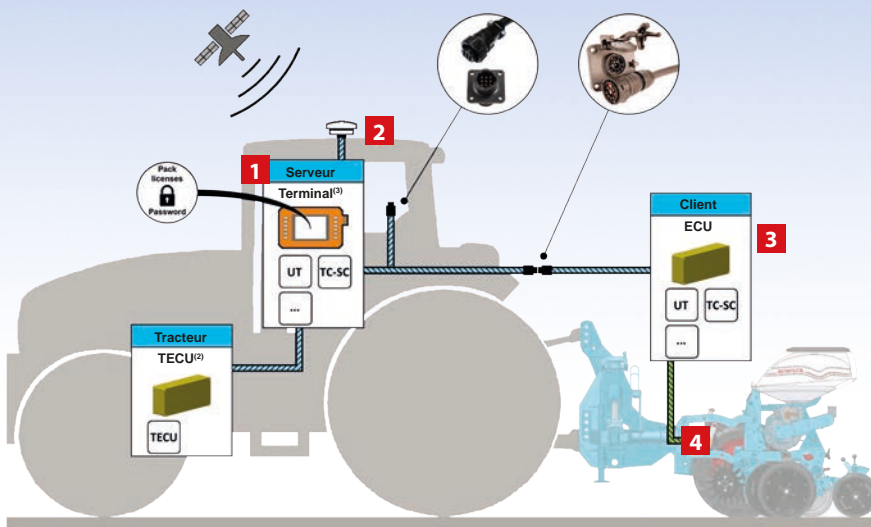 2
1
Serveur
Pack
licenses
Password
Terminal(3)
UT
TC-SC
...
Client
ECU
3
UT
TC-SC
...
Tracteur
TECU(2)
TECU
4